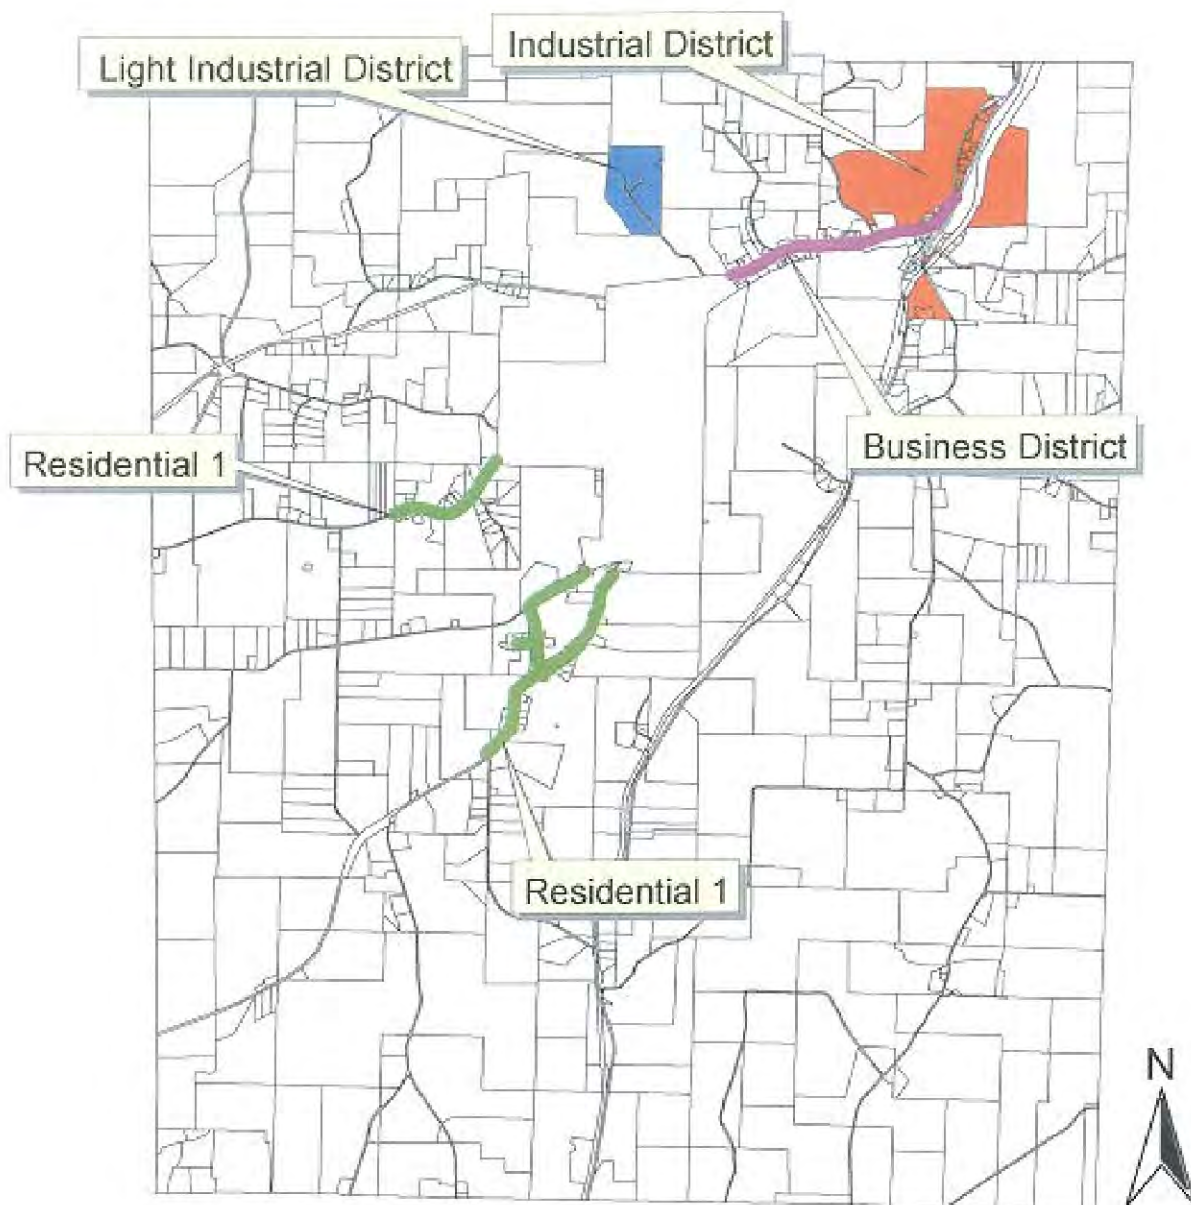 Industrial District
Light Industrial District
Business District
Residential 1
Residential 1
N